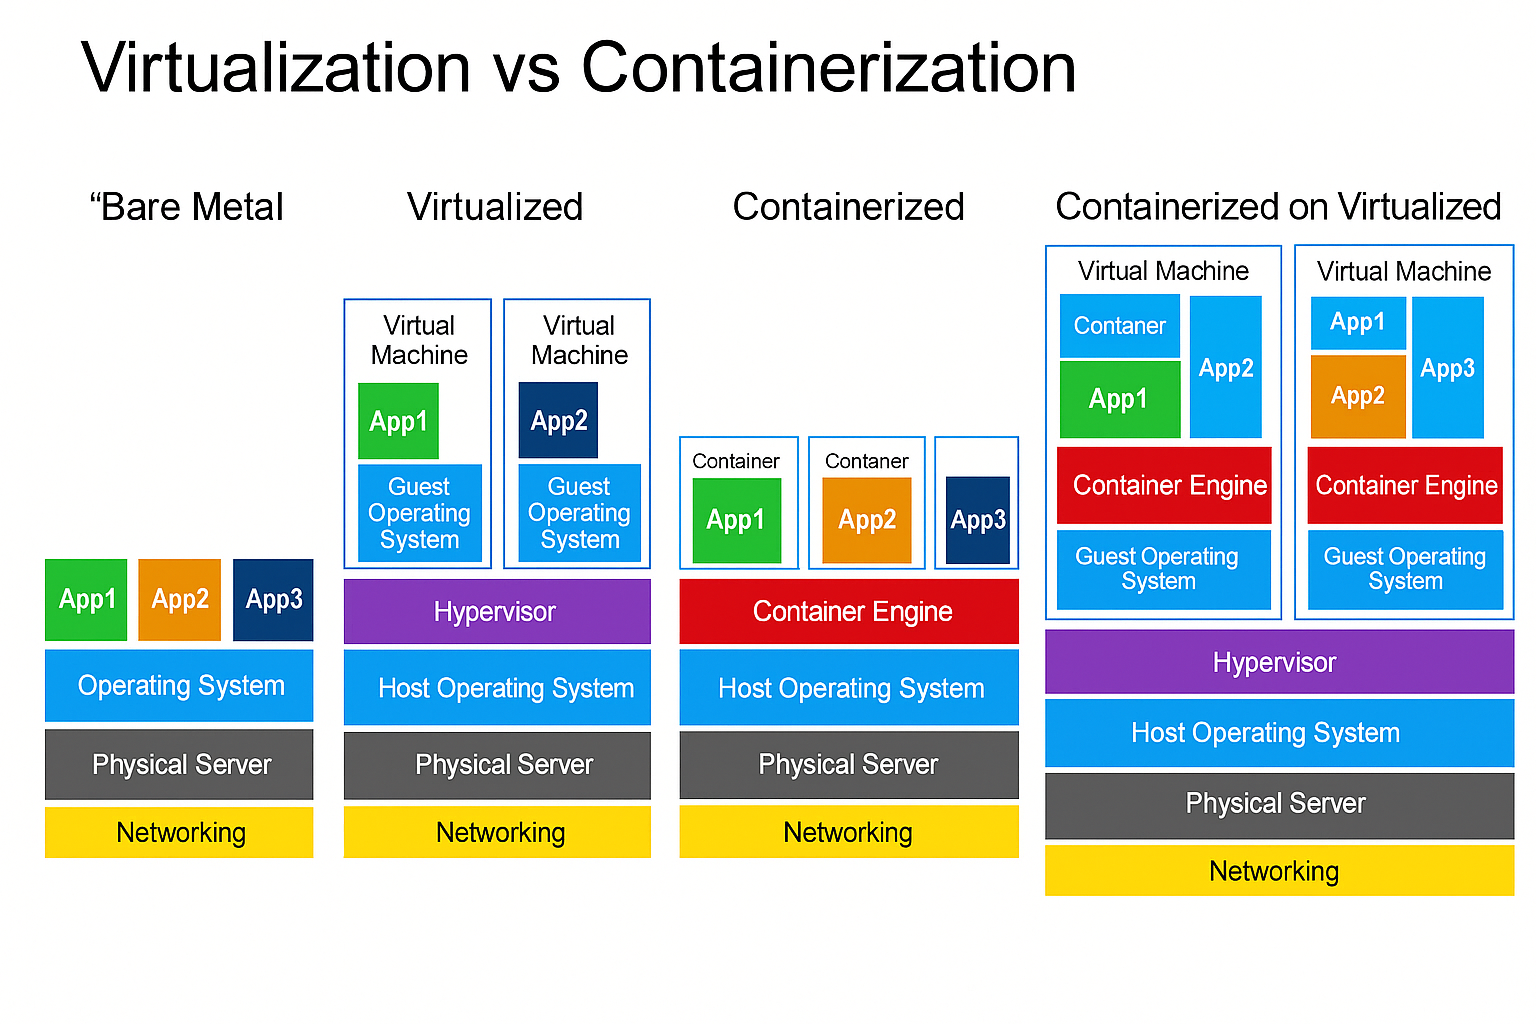 Virtualization vs Containerization
“Bare Metal
App1
App2
App3
Operating System
Physical Server
Networking
Virtualized
Virtual
Machine
App1
Guest
Operating
System
Virtual
Machine
App2
Guest
Operating
System
Hypervisor
Host Operating System
Physical Server
Networking
Containerized
Container
App1
Contaner
App2
App3
Container Engine
Host Operating System
Physical Server
Networking
Containerized on Virtualized
Virtual Machine
Contaner
App1
App2
Container Engine
Guest Operating
System
Virtual Machine
App1
App2
App3
Container Engine
Guest Operating
System
Hypervisor
Host Operating System
Physical Server
Networking